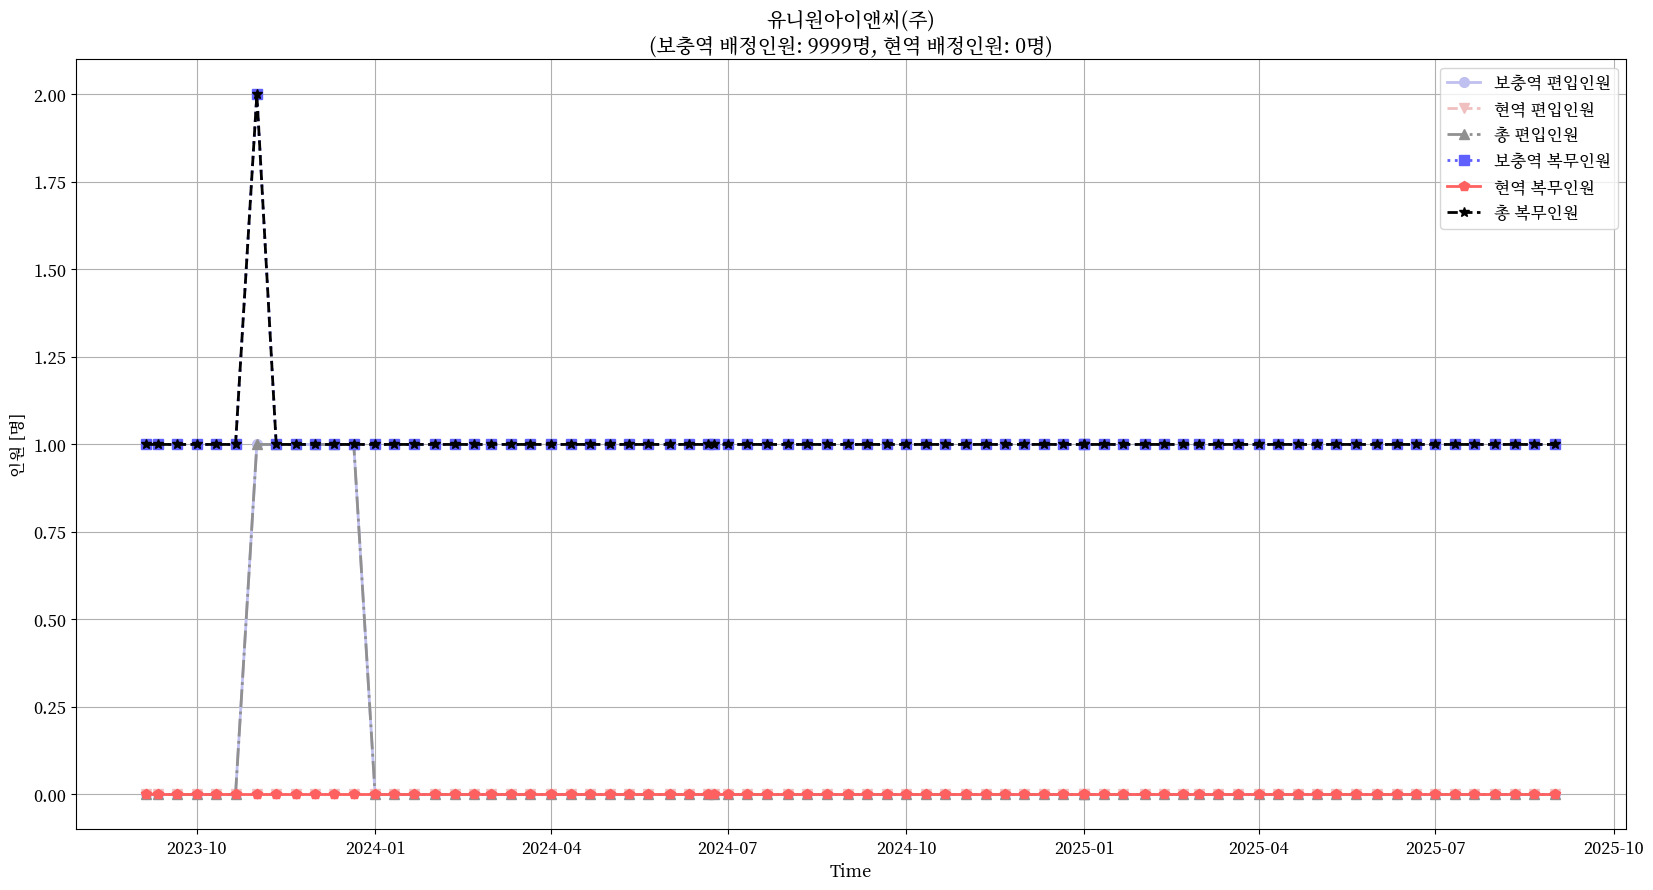 유니원아이앤씨(주)
(보충역 배정인원: 9999명, 현역 배정인원: 0명)
보충역 편입인원
현역 편입인원
총 편입인원
보충역 복무인원
현역 복무인원
총 복무인원
인원 [명]
2.00
1.75
1.50
1.25
1.00
0.75
0.50
0.25
0.00
2023-10
2024-01
2024-04
2024-07
2024-10
2025-01
2025-04
2025-07
2025-10
Time